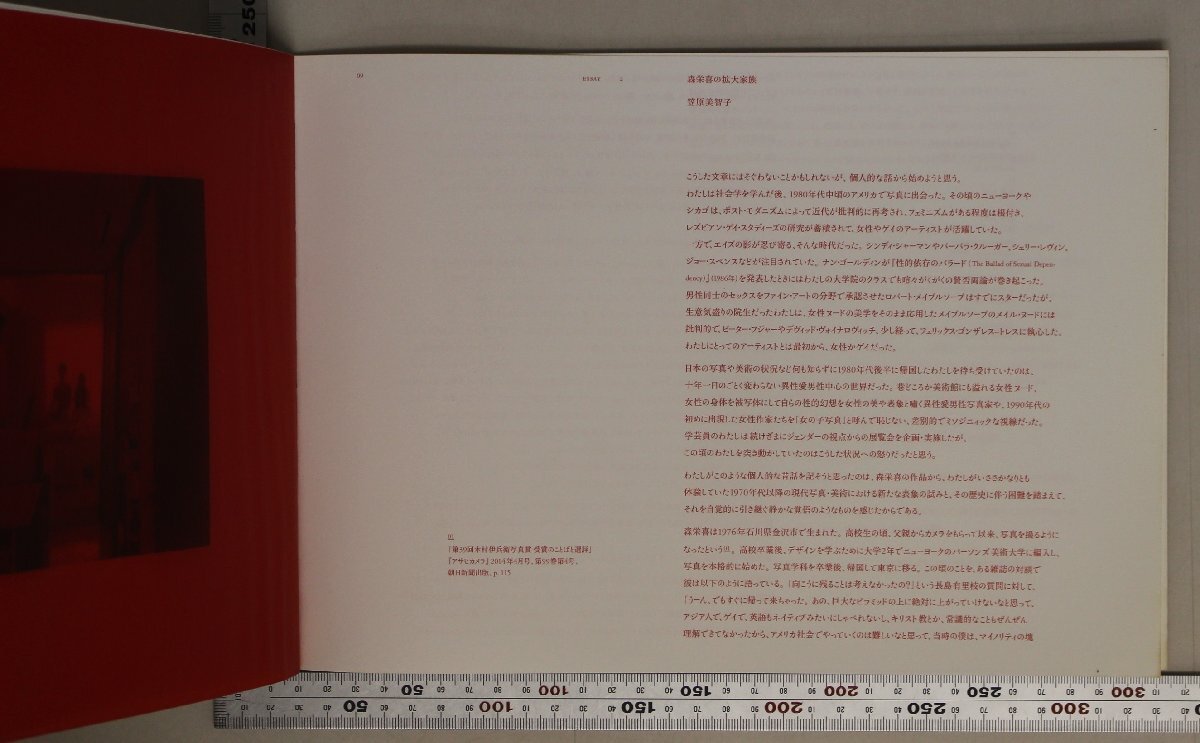 09
ESSAY 2
森栄喜の拡大家族
笠原美智子
こうした文章にはそぐわないことかもしれないが、個人的な話から始めようと思う。
わたしは社会学を学んだ後、1980年代中頃のアメリカで写真に出会った。その頃のニューヨークや
シカゴは、ポスト・モダニズムによって近代が批判的に再考され、フェミニズムがある程度は根付き、
レズビアン・ゲイ・スタディーズの研究が蓄積されて、女性やゲイのアーティストが活躍していた。
一方で、エイズの影が忍び寄る、そんな時代だった。シンディ・シャーマンやバーバラ・クルーガー、シェリー・レヴィン、
ジョー・スペンスなどが注目されていた。ナン・ゴールディンが『性的依存のバラード（The Ballad of Sexual Depen-
dency）』（1986年）を発表したときにはわたしの大学院のクラスでも喧々がくがくの賛否両論が巻き起こった。
男性同士のセックスをファイン・アートの分野で承認させたロバート・メイプルソープはすでにスターだったが、
生意気盛りの院生だったわたしは、女性ヌードの美学をそのまま応用したメイプルソープのメイル・ヌードには
批判的で、ピーター・フジャーやデヴィッド・ヴォイナロヴィッチ、少し経って、フェリックス・ゴンザレス＝トレスに執心した。
わたしにとってのアーティストとは最初から、女性かゲイだった。
日本の写真や美術の状況など何も知らずに1980年代後半に帰国したわたしを待ち受けていたのは、
十年一日のごとく変わらない異性愛男性中心の世界だった。巷どころか美術館にも溢れる女性ヌード、
女性の身体を被写体にして自らの性的幻想を女性の美や表象と嘯く異性愛男性写真家や、1990年代の
初めに出現した女性作家たちを「女の子写真」と呼んで恥じない、差別的でミソジニィックな視線だった。
学芸員のわたしは続けざまにジェンダーの視点からの展覧会を企画・実施したが、
この頃のわたしを突き動かしていたのはこうした状況への怒りだったと思う。
わたしがこのような個人的な昔話を記そうと思ったのは、森栄喜の作品から、わたしがいささかなりとも
体験していた1970年代以降の現代写真・美術における新たな表象の試みと、その歴史に伴う困難を踏まえて、
それを自覚的に引き継ぐ静かな覚悟のようなものを感じたからである。
森栄喜は1976年石川県金沢市で生まれた。高校生の頃、父親からカメラをもらって以来、写真を撮るように
なったという01。高校卒業後、デザインを学ぶために大学2年でニューヨークのパーソンズ美術大学に編入し、
写真を本格的に始めた。写真学科を卒業後、帰国して東京に移る。この頃のことを、ある雑誌の対談で
彼は以下のように語っている。「向こうに残ることは考えなかったの?」という長島有里枝の質問に対して、
「うーん、でもすぐに帰って来ちゃった。あの、巨大なピラミッドの上に絶対に上がっていけないなと思って、
アジア人で、ゲイで、英語もネイティブみたいにしゃべれないし、キリスト教とか、常識的なこともぜんぜん
理解できてなかったから、アメリカ社会でやっていくのは難しいなと思って、当時の僕は、マイノリティの塊
01
「第39回木村伊兵衛写真賞 受賞のことばと選評」
『アサヒカメラ』2014年4月号、第99巻第4号、
朝日新聞出版、p. 115